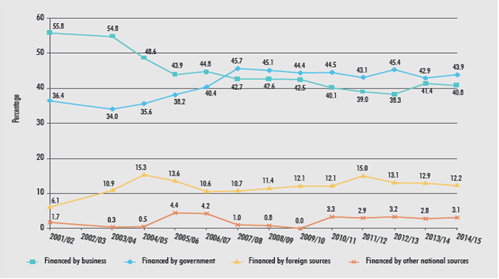 60
50
40
30
20
10
0
Percentage
55.8 54.8 48.6 43.9 44.8 42.7 42.6 42.5 40.1 39.0 38.3 41.4 40.8
36.4 34.0 35.6 38.2 40.4 45.7 45.1 44.4 44.5 43.1 45.4 42.9 43.9
6.1 10.9 15.3 13.6 10.6 10.7 11.4 12.1 12.1 15.0 13.1 12.9 12.2
1.7 0.3 0.5 4.4 4.2 1.0 0.8 0.0 3.3 2.9 3.2 2.8 3.1
2001/02 2002/03 2003/04 2004/05 2005/06 2006/07 2007/08 2008/09 2009/10 2010/11 2011/12 2012/13 2013/14 2014/15
Financed by business Financed by government Financed by foreign sources Financed by other national sources